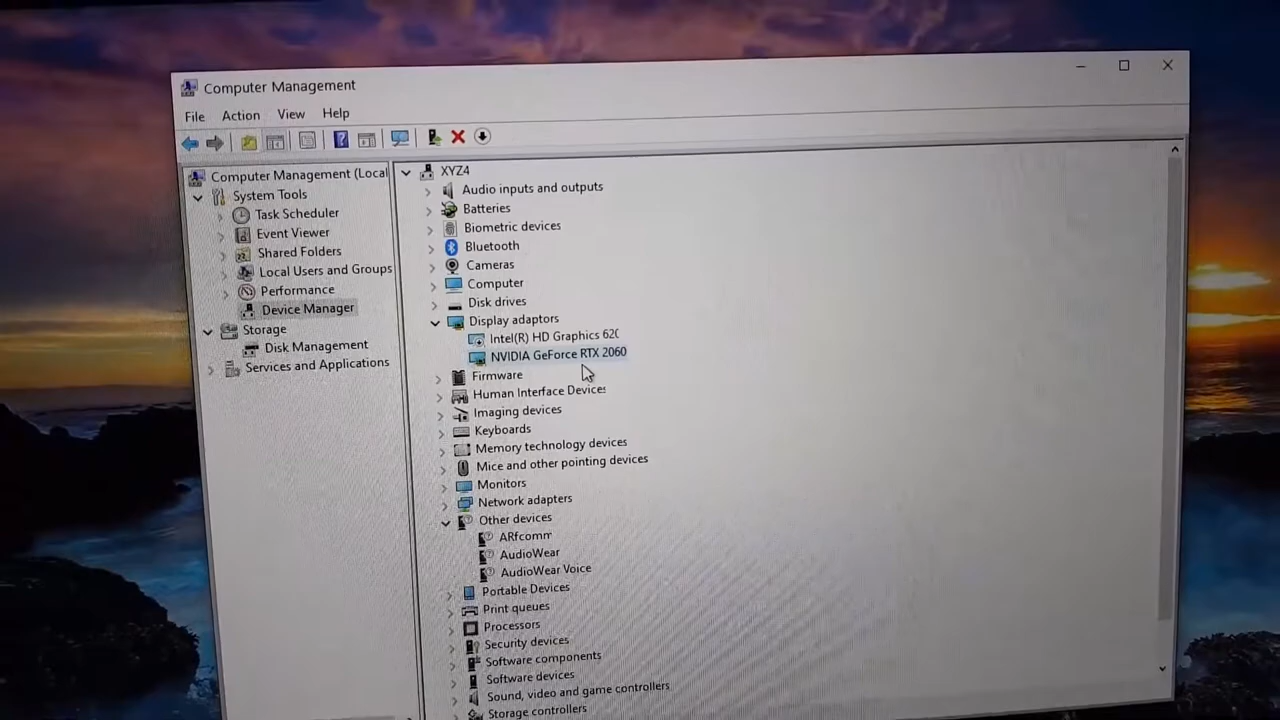 Computer Management
File Action View Help
Computer Management (Local
System Tools
Task Scheduler
Event Viewer
Shared Folders
Local Users and Groups
Performance
Device Manager
Storage
Disk Management
Services and Applications
XYZ4
Audio inputs and outputs
Batteries
Biometric devices
Bluetooth
Cameras
Computer
Disk drives
Display adaptors
Intel(R) HD Graphics 620
NVIDIA GeForce RTX 2060
Firmware
Human Interface Devices
Imaging devices
Keyboards
Memory technology devices
Mice and other pointing devices
Monitors
Network adapters
Other devices
ARfcomm
AudioWear
AudioWear Voice
Portable Devices
Print queues
Processors
Security devices
Software components
Software devices
Sound, video and game controllers
Storage controllers